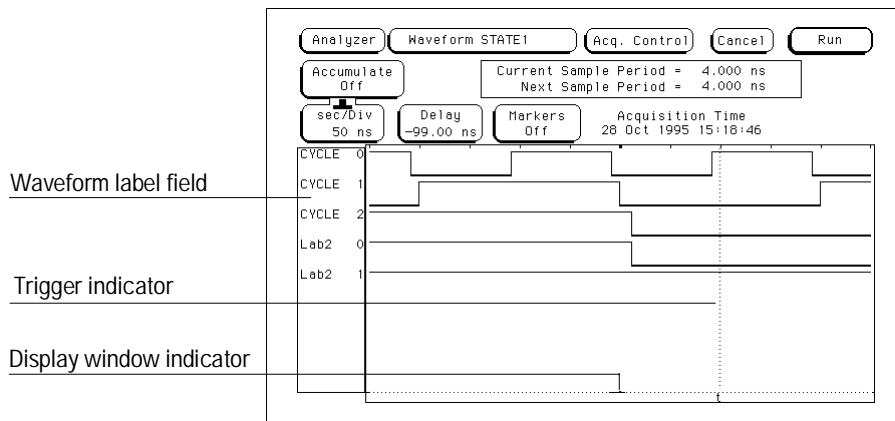 Analyzer Waveform STATE1 Acq. Control Cancel Run
Accumulate
Off
Current Sample Period = 4.000 ns
Next Sample Period = 4.000 ns
sec/Div
50 ns
Delay
-99.00 ns
Markers
Off
Acquisition Time
28 Oct 1995 15:18:46
CYCLE 0
CYCLE 1
CYCLE 2
Lab2 0
Lab2 1
t
Waveform label field
Trigger indicator
Display window indicator